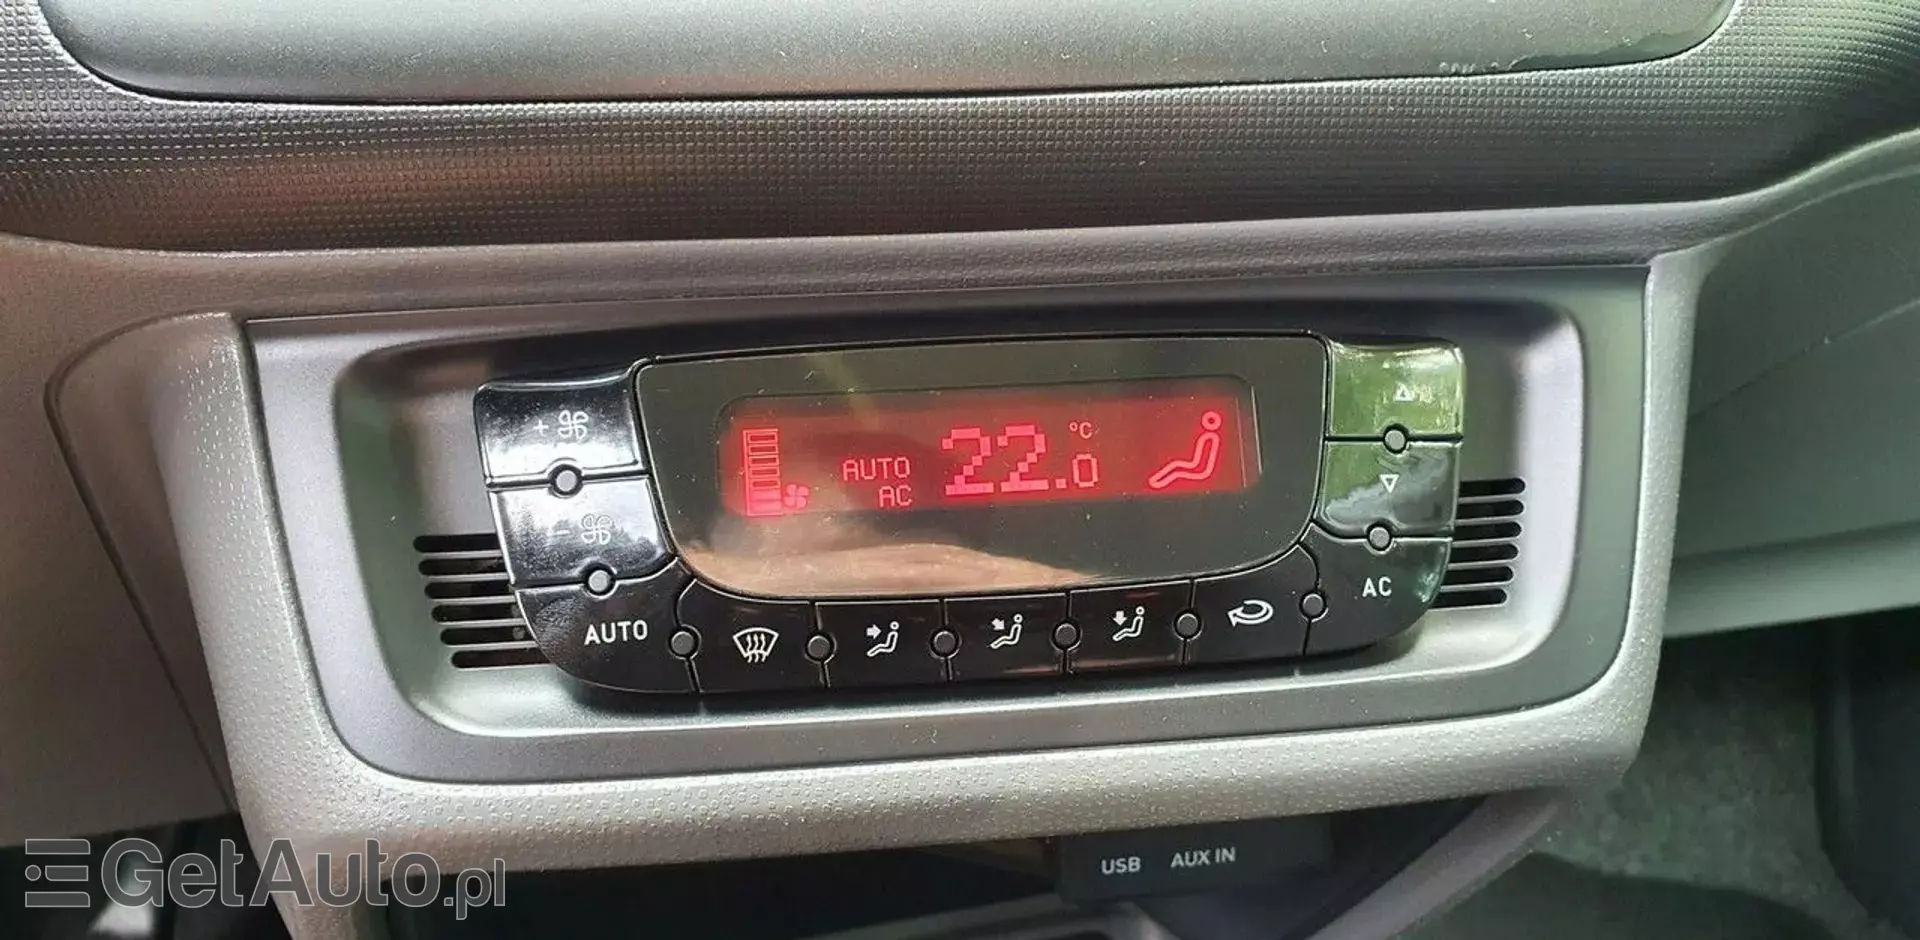 +
-
AUTO
AC
22.0
°C
AUTO
AC
USB
AUX IN
GetAuto.pl